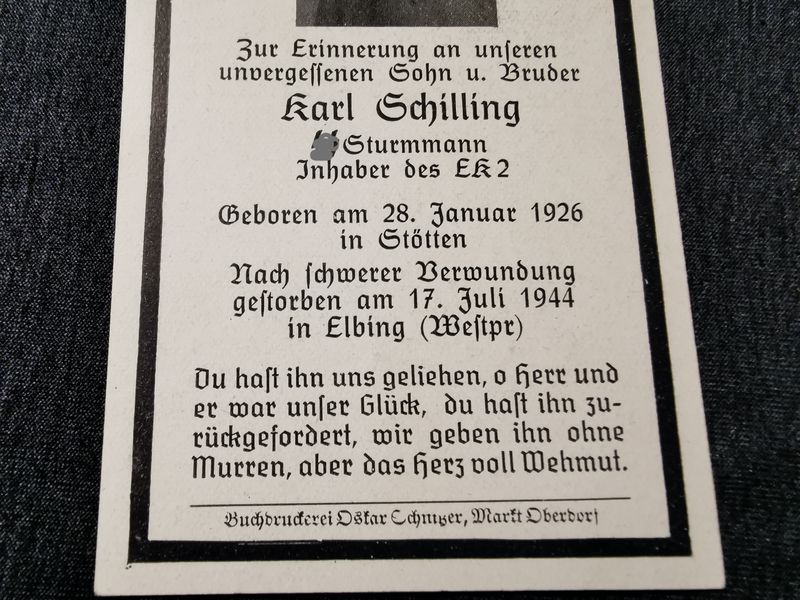 Zur Erinnerung an unſeren
unvergeſſenen Sohn u. Bruder
Karl Schilling
Sturmmann
Inhaber des EK2
Geboren am 28. Januar 1926
in Stötten
Nach ſchwerer Verwundung
geſtorben am 17. Juli 1944
in Elbing (Weſtpr)
Du haſt ihn uns geliehen, o Herr und
er war unſer Glück, du haſt ihn zu-
rückgefordert, wir geben ihn ohne
Murren, aber das Herz voll Wehmut.
Buchdruckerei Oskar Schnitzer, Markt Oberdorf